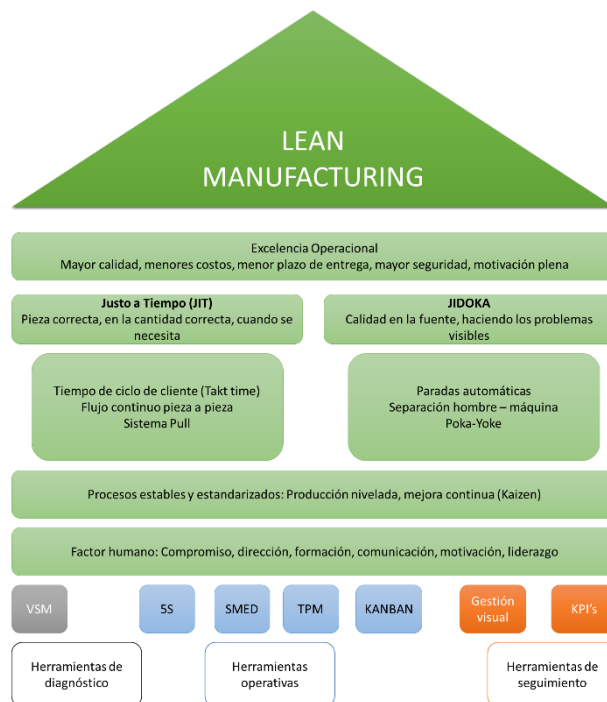 LEAN
MANUFACTURING
Excelencia Operacional
Mayor calidad, menores costos, menor plazo de entrega, mayor seguridad, motivación plena
Justo a Tiempo (JIT)
Pieza correcta, en la cantidad correcta, cuando se
necesita
JIDOKA
Calidad en la fuente, haciendo los problemas
visibles
Tiempo de ciclo de cliente (Takt time)
Flujo continuo pieza a pieza
Sistema Pull
Paradas automáticas
Separación hombre – máquina
Poka-Yoke
Procesos estables y estandarizados: Producción nivelada, mejora continua (Kaizen)
Factor humano: Compromiso, dirección, formación, comunicación, motivación, liderazgo
VSM
5S
SMED
TPM
KANBAN
Gestión
visual
KPI's
Herramientas de
diagnóstico
Herramientas
operativas
Herramientas de
seguimiento